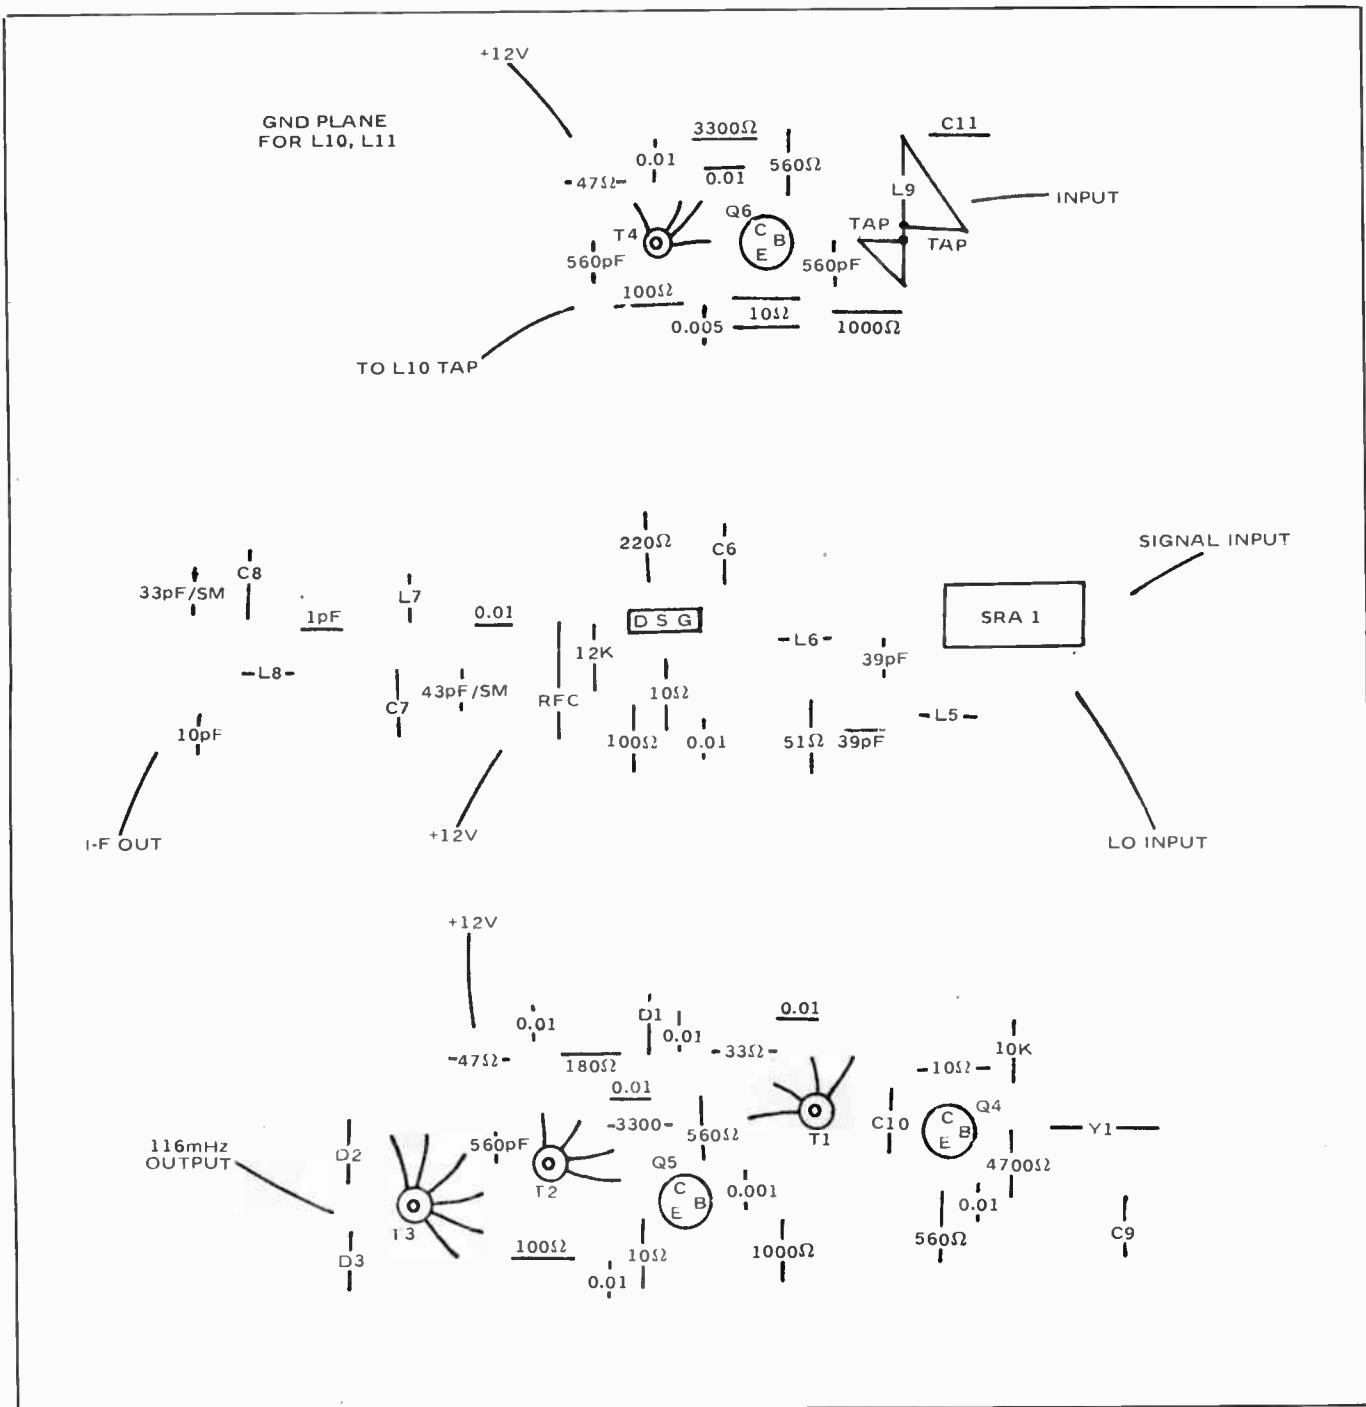 +12V
GND PLANE
FOR L10, L11
3300Ω
C11
0.01
0.01
560Ω
-47Ω-
L9
INPUT
Q6
T4
C
B
E
TAP
TAP
560pF
560pF
100Ω
0.005
10Ω
1000Ω
TO L10 TAP
220Ω
C6
SIGNAL INPUT
C8
33pF/SM
L7
1pF
0.01
D S G
SRA 1
12K
-L6-
39pF
-L8-
43pF/SM
RFC
10Ω
C7
-L5-
10pF
100Ω
0.01
51Ω
39pF
+12V
I-F OUT
LO INPUT
+12V
0.01
D1
0.01
0.01
-47Ω-
180Ω
-33Ω-
10K
-10Ω-
0.01
-3300-
560Ω
T1
C10
Q4
C
B
E
Y1
116mHz
OUTPUT
D2
560pF
T2
Q5
C
B
E
0.001
4700Ω
0.01
T3
D3
100Ω
0.01
10Ω
1000Ω
560Ω
C9